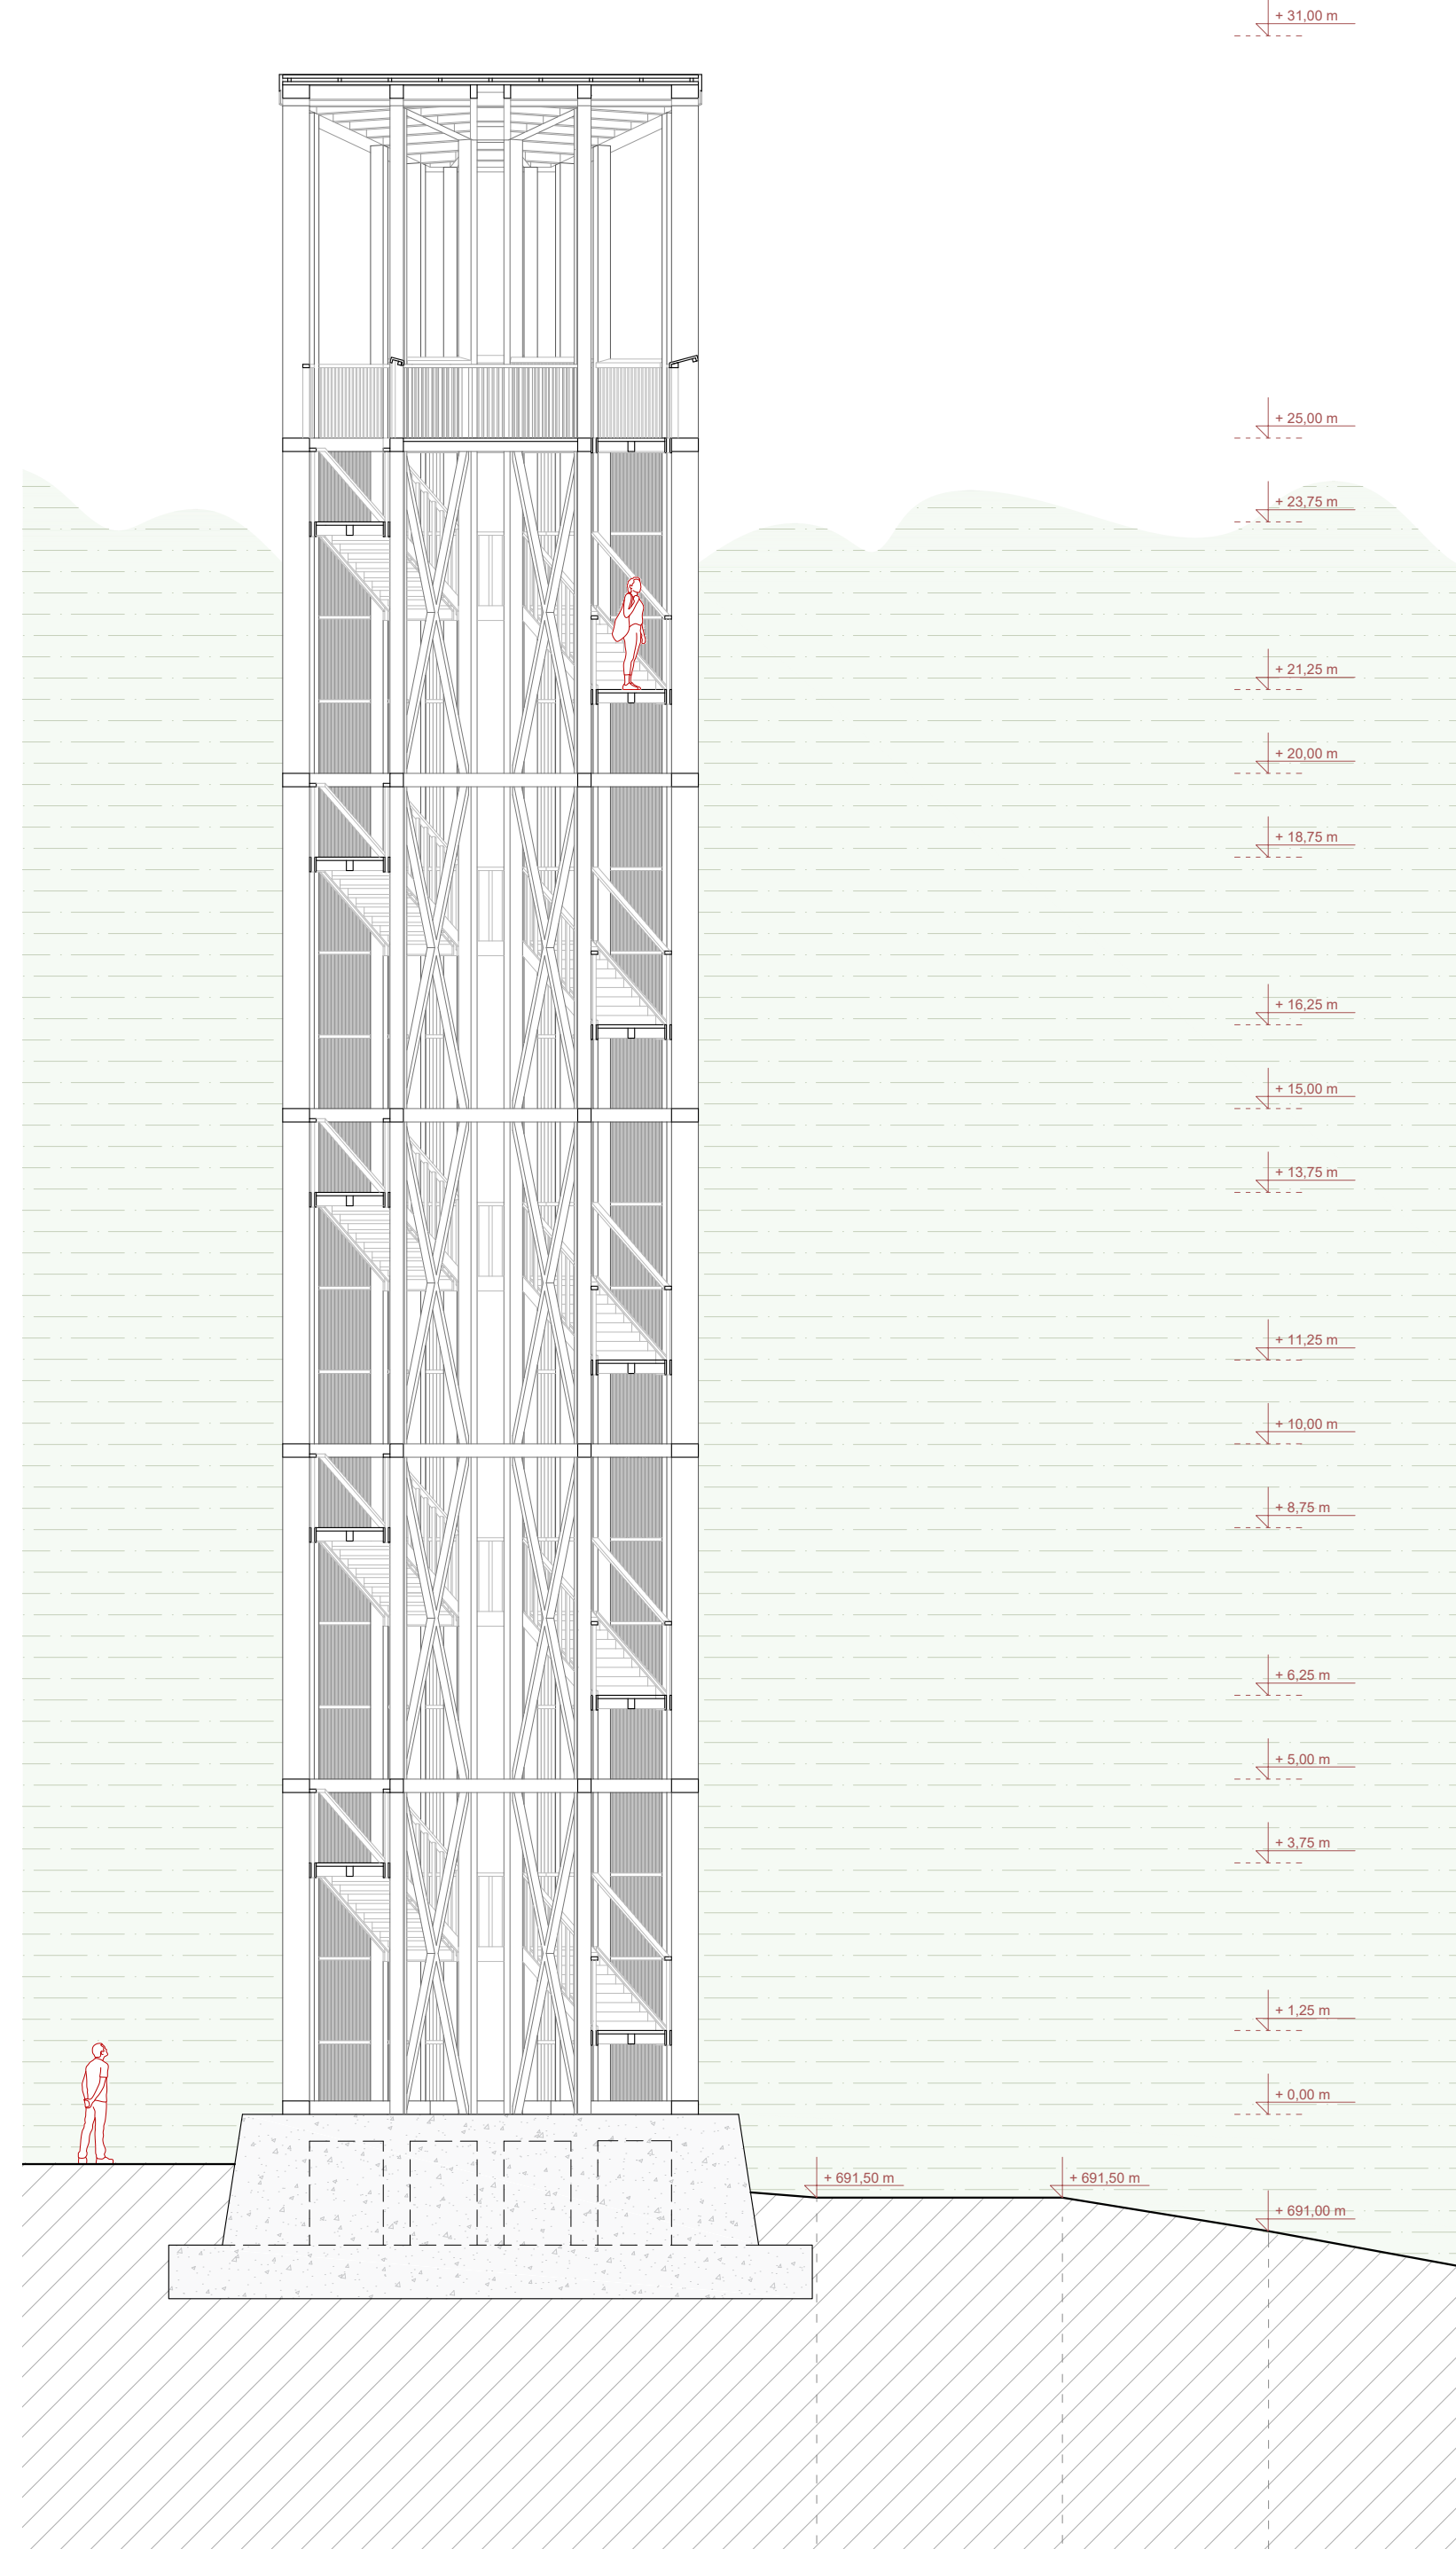 + 31,00 m
+ 25,00 m
+ 23,75 m
+ 21,25 m
+ 20,00 m
+ 18,75 m
+ 16,25 m
+ 15,00 m
+ 13,75 m
+ 11,25 m
+ 10,00 m
+ 8,75 m
+ 6,25 m
+ 5,00 m
+ 3,75 m
+ 1,25 m
+ 0,00 m
+ 691,50 m
+ 691,50 m
+ 691,00 m